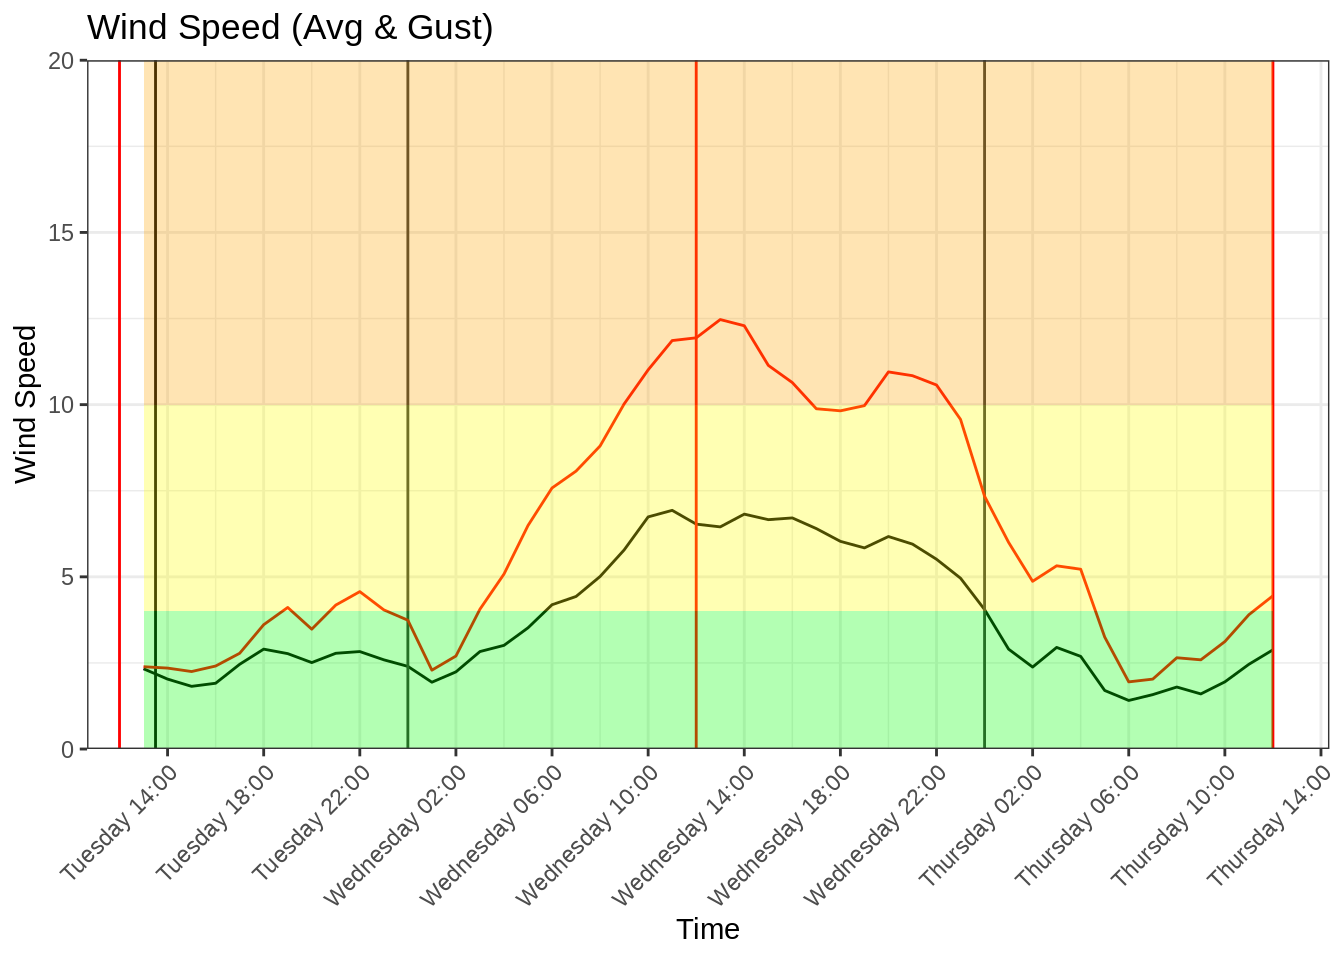 Wind Speed (Avg & Gust)
20
15
10
5
0
Wind Speed
Tuesday 14:00
Tuesday 18:00
Tuesday 22:00
Wednesday 02:00
Wednesday 06:00
Wednesday 10:00
Wednesday 14:00
Wednesday 18:00
Wednesday 22:00
Thursday 02:00
Thursday 06:00
Thursday 10:00
Thursday 14:00
Time